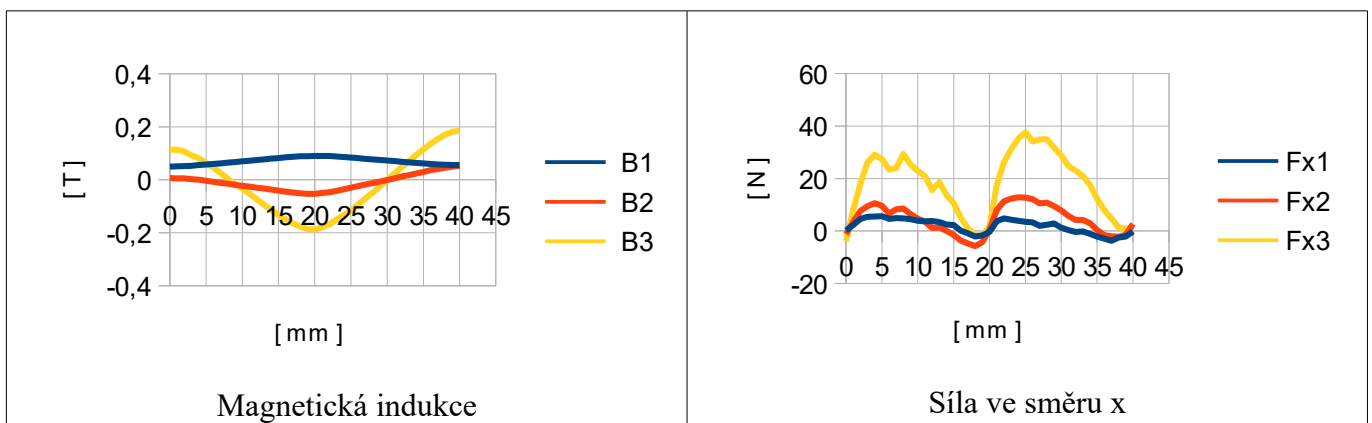 0,4
0,2
0
-0,2
-0,4
0 5 10 15 20 25 30 35 40 45
[ T ]
[ mm ]
B1
B2
B3
Magnetická indukce
60
40
20
0
-20
0 5 10 15 20 25 30 35 40 45
[ N ]
[ mm ]
Fx1
Fx2
Fx3
Síla ve směru x